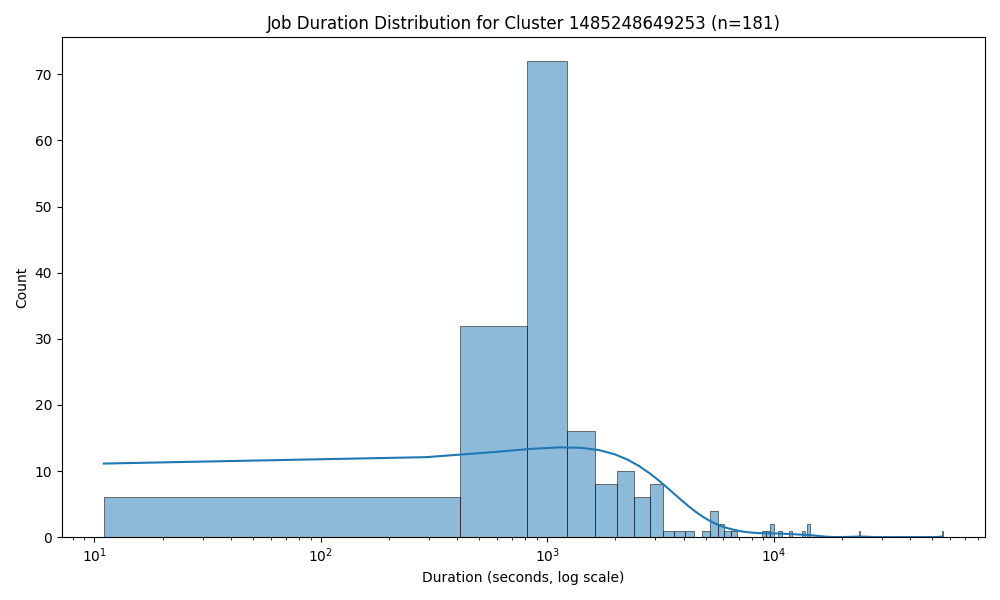 Job Duration Distribution for Cluster 1485248649253 (n=181)
70
60
50
40
30
20
10
0
Count
10¹ 10² 10³ 10⁴
Duration (seconds, log scale)